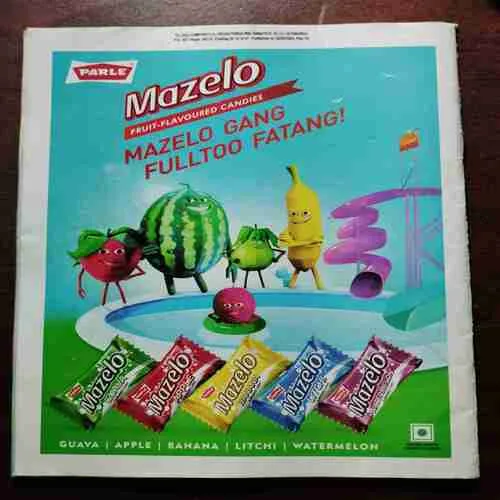 PARLE
Mazelo
FRUIT-FLAVOURED CANDIES
MAZELO GANG
FULLTOO FATANG!
Mazelo
Mazelo
Mazelo
Mazelo
Mazelo
GUAVA | APPLE | BANANA | LITCHI | WATERMELON